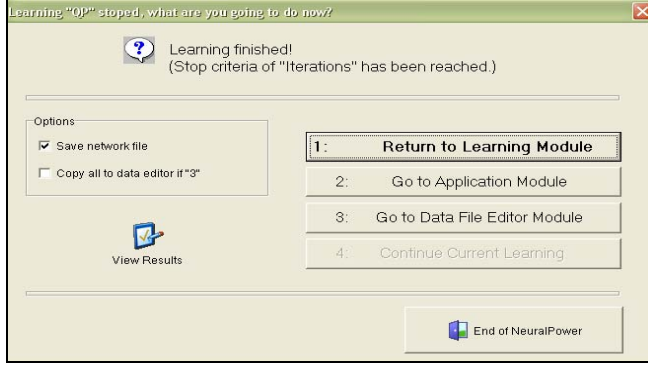 Learning "QP" stoped, what are you going to do now?
Learning finished!
(Stop criteria of "Iterations" has been reached.)
Options
Save network file
Copy all to data editor if "3"
View Results
1: Return to Learning Module
2: Go to Application Module
3: Go to Data File Editor Module
4: Continue Current Learning
End of NeuralPower